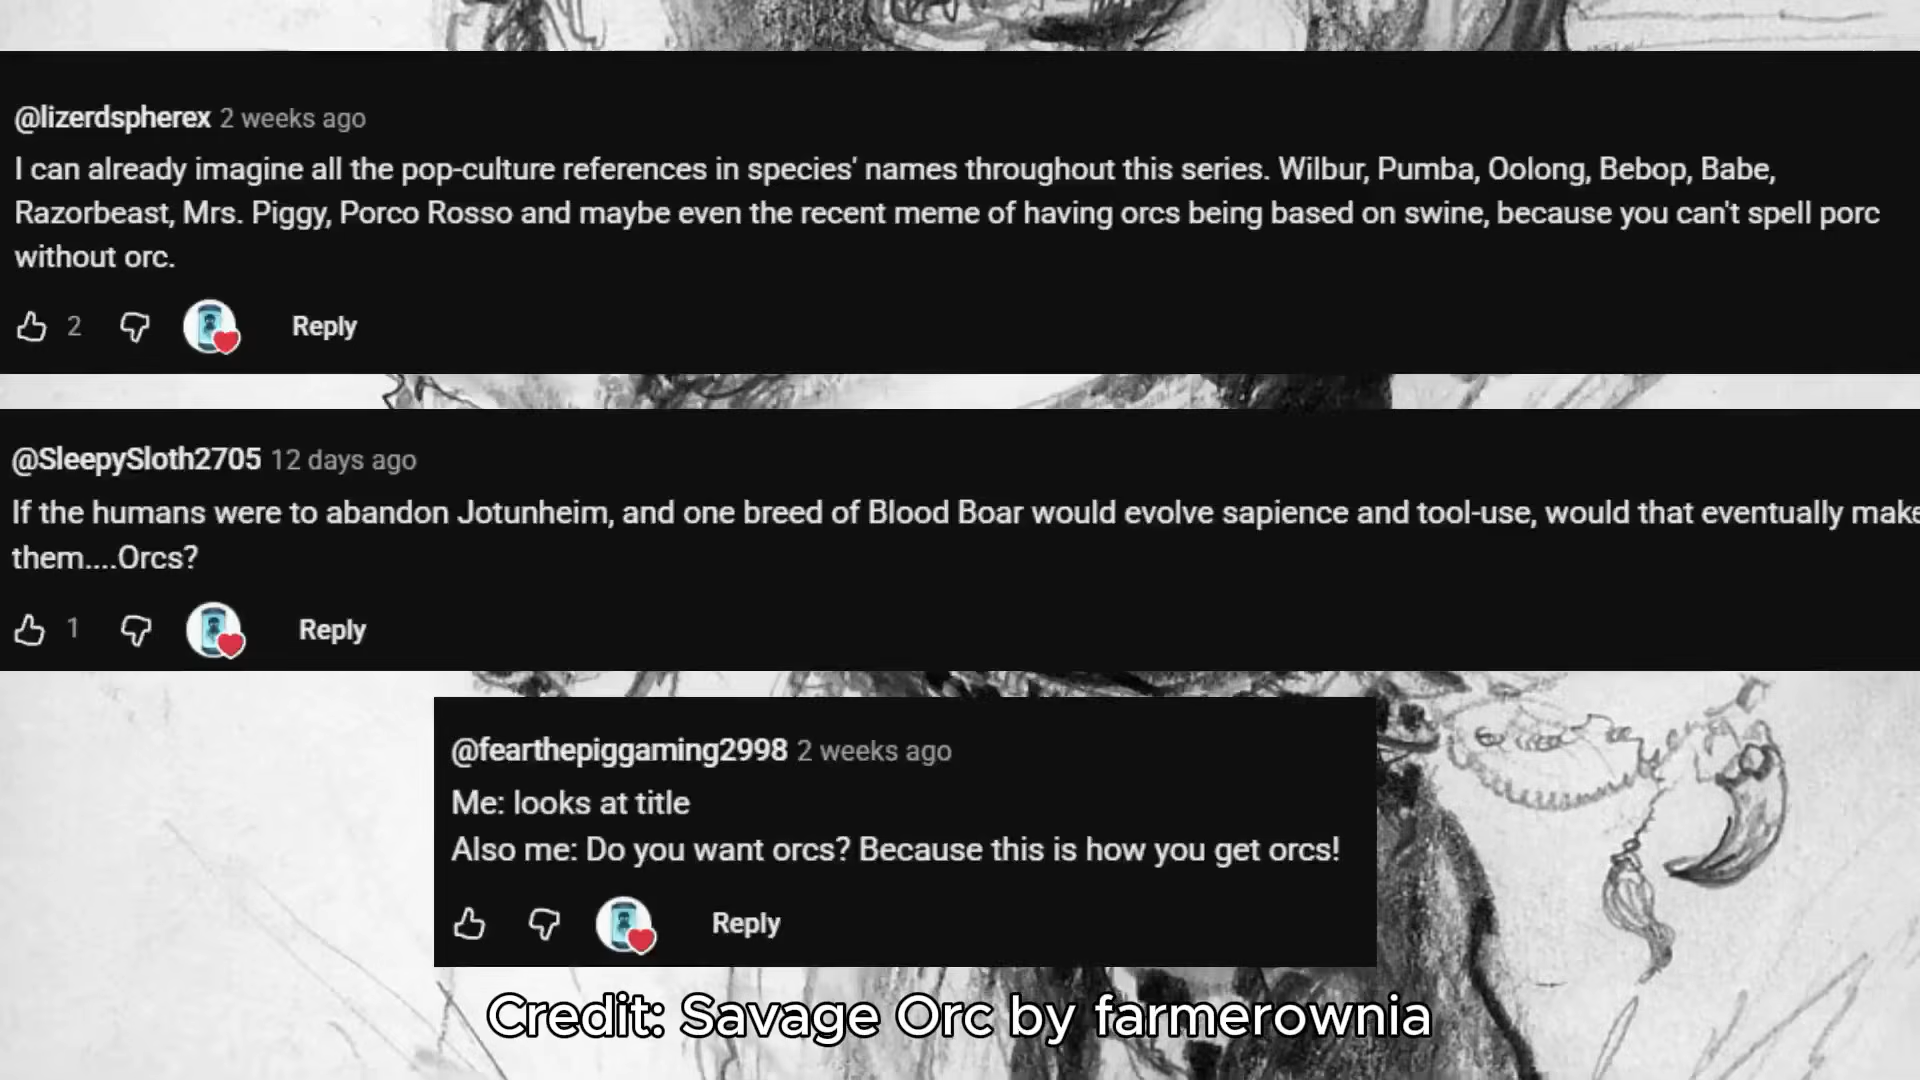 @lizerdspherex 2 weeks ago
I can already imagine all the pop-culture references in species' names throughout this series. Wilbur, Pumba, Oolong, Bebop, Babe,
Razorbeast, Mrs. Piggy, Porco Rosso and maybe even the recent meme of having orcs being based on swine, because you can't spell porc
without orc.
2 Reply
@SleepySloth2705 12 days ago
If the humans were to abandon Jotunheim, and one breed of Blood Boar would evolve sapience and tool-use, would that eventually make
them....Orcs?
1 Reply
@fearthepiggaming2998 2 weeks ago
Me: looks at title
Also me: Do you want orcs? Because this is how you get orcs!
Reply
Credit: Savage Orc by farmerownia